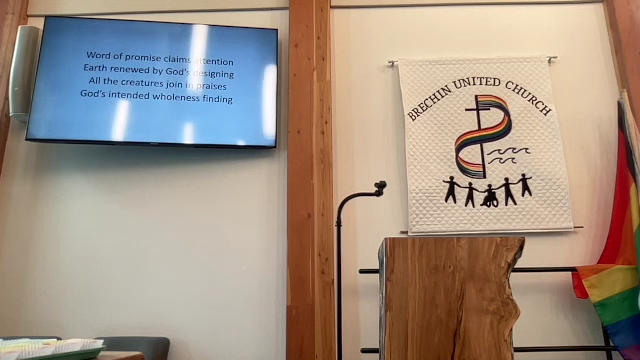 Word of promise claims attention
Earth renewed by God's designing
All the creatures join in praises
God's intended wholeness finding
BRECHIN UNITED CHURCH